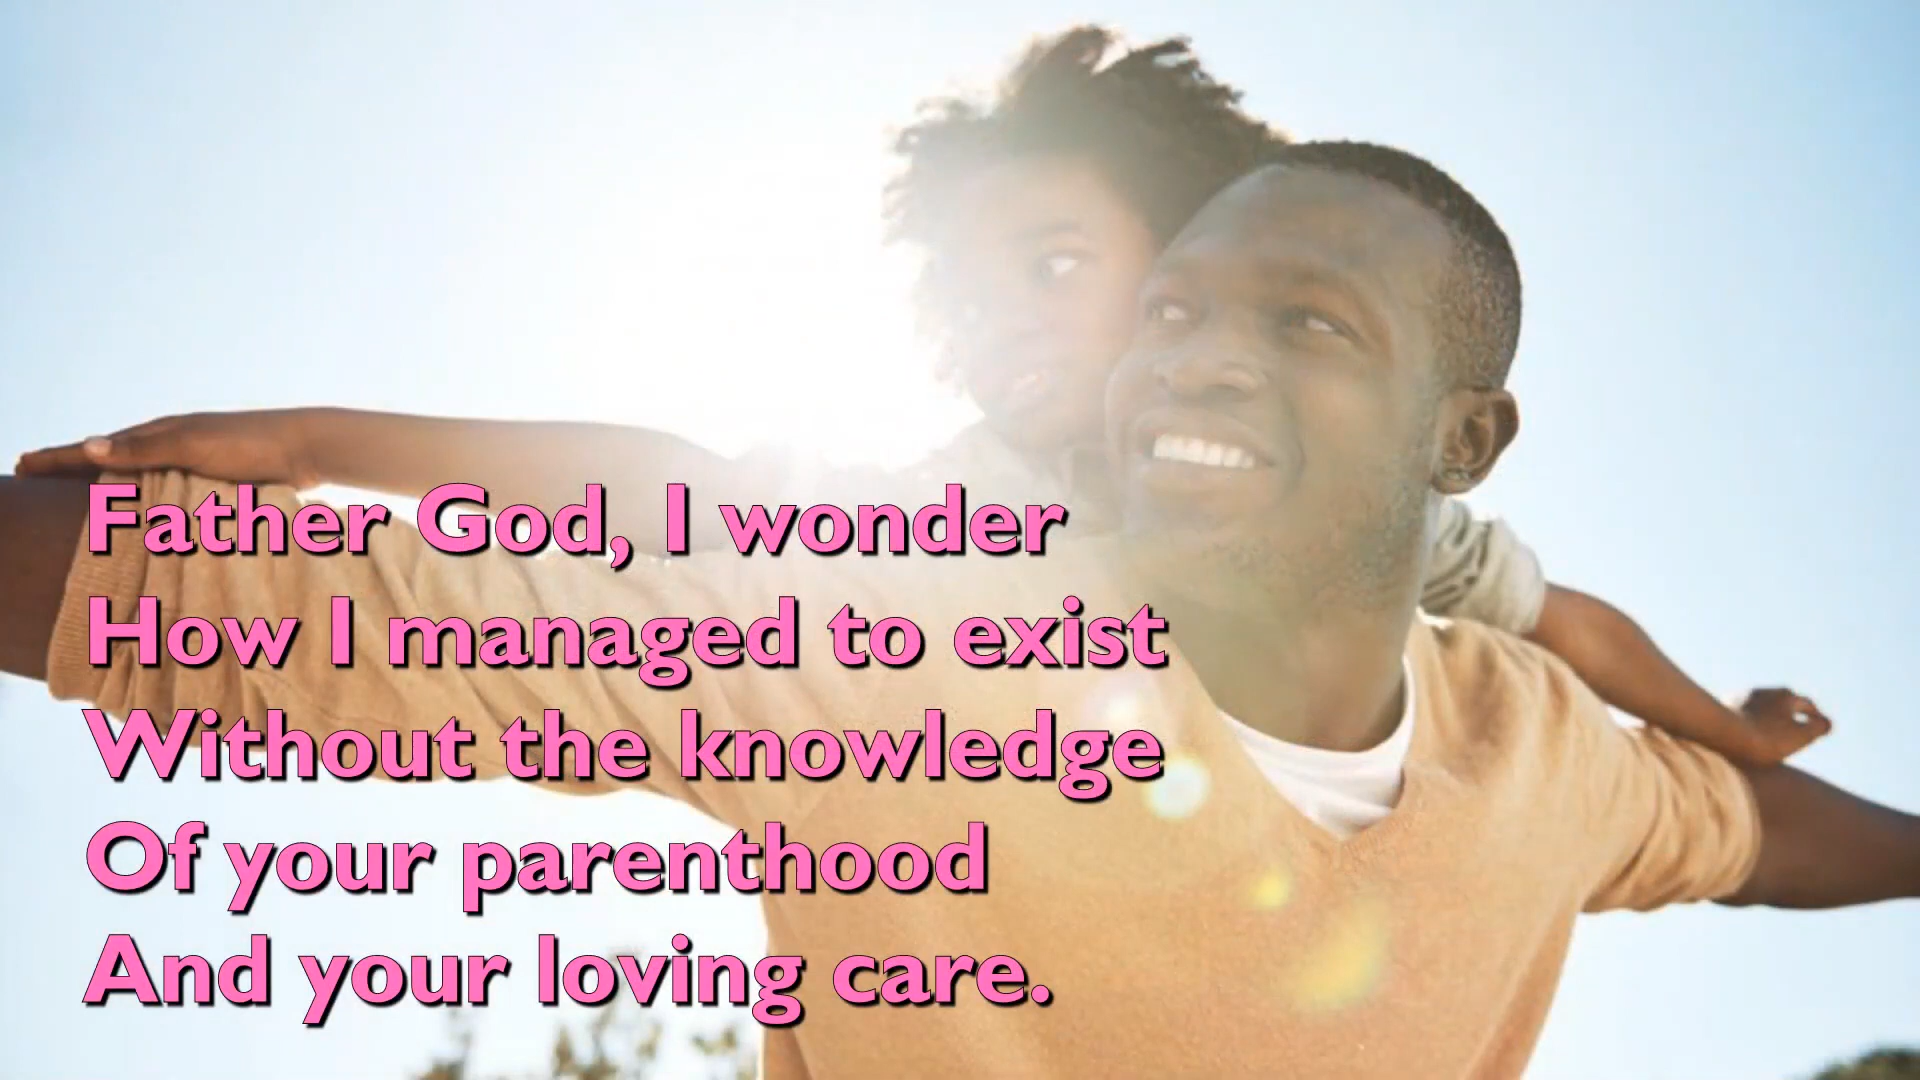 Father God, I wonder
How I managed to exist
Without the knowledge
Of your parenthood
And your loving care.